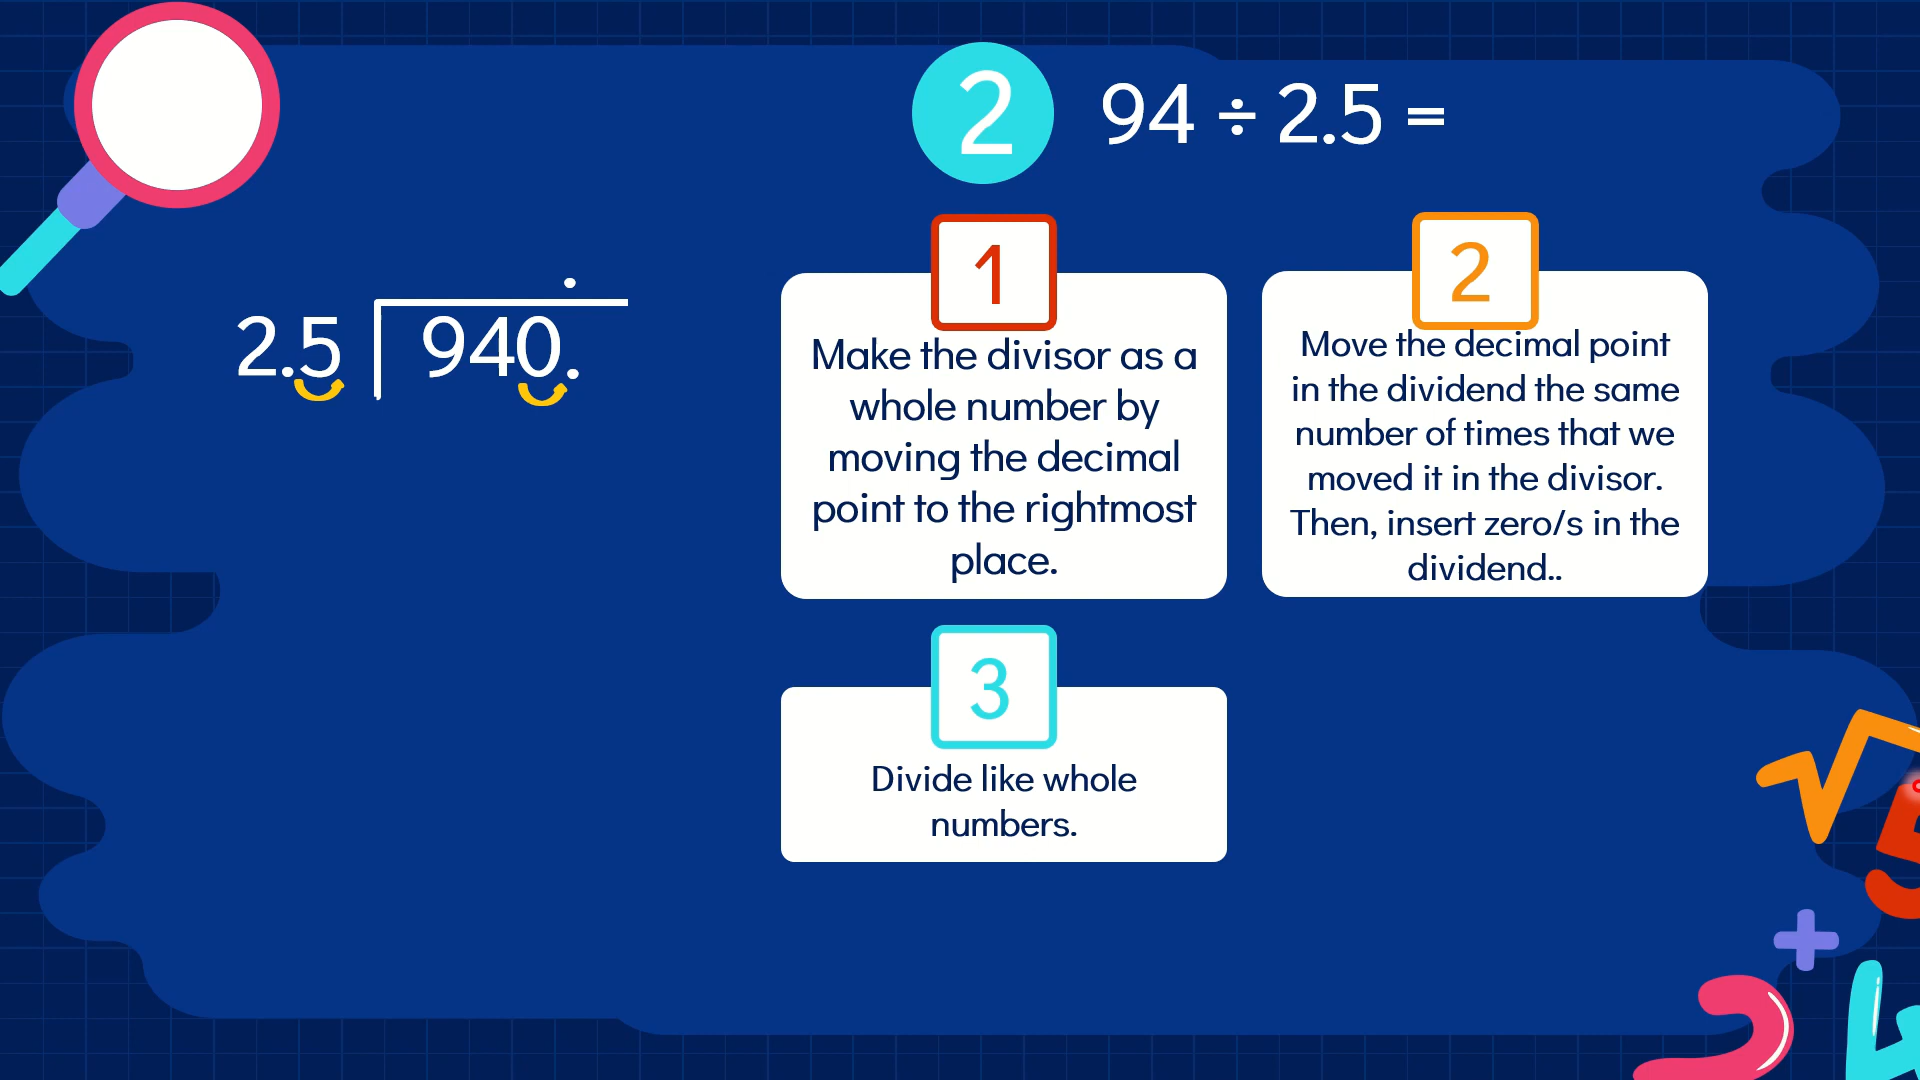 2 94 ÷ 2.5 =
2.5 940.
1
Make the divisor as a
whole number by
moving the decimal
point to the rightmost
place.
2
Move the decimal point
in the dividend the same
number of times that we
moved it in the divisor.
Then, insert zero/s in the
dividend..
3
Divide like whole
numbers.